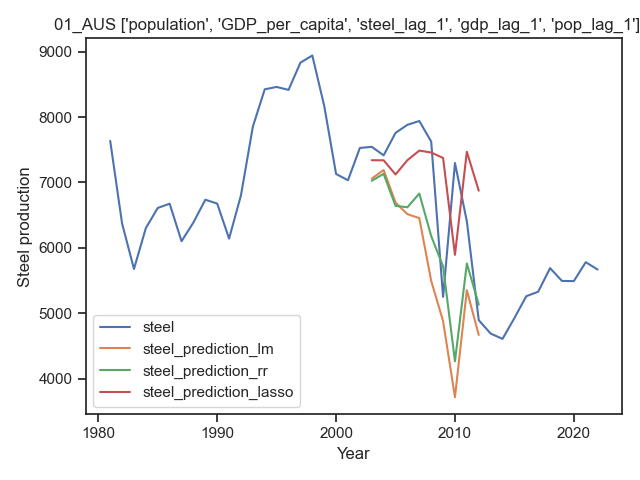 01_AUS ['population', 'GDP_per_capita', 'steel_lag_1', 'gdp_lag_1', 'pop_lag_1']
9000
8000
7000
6000
5000
4000
Steel production
steel
steel_prediction_lm
steel_prediction_rr
steel_prediction_lasso
1980
1990
2000
2010
2020
Year